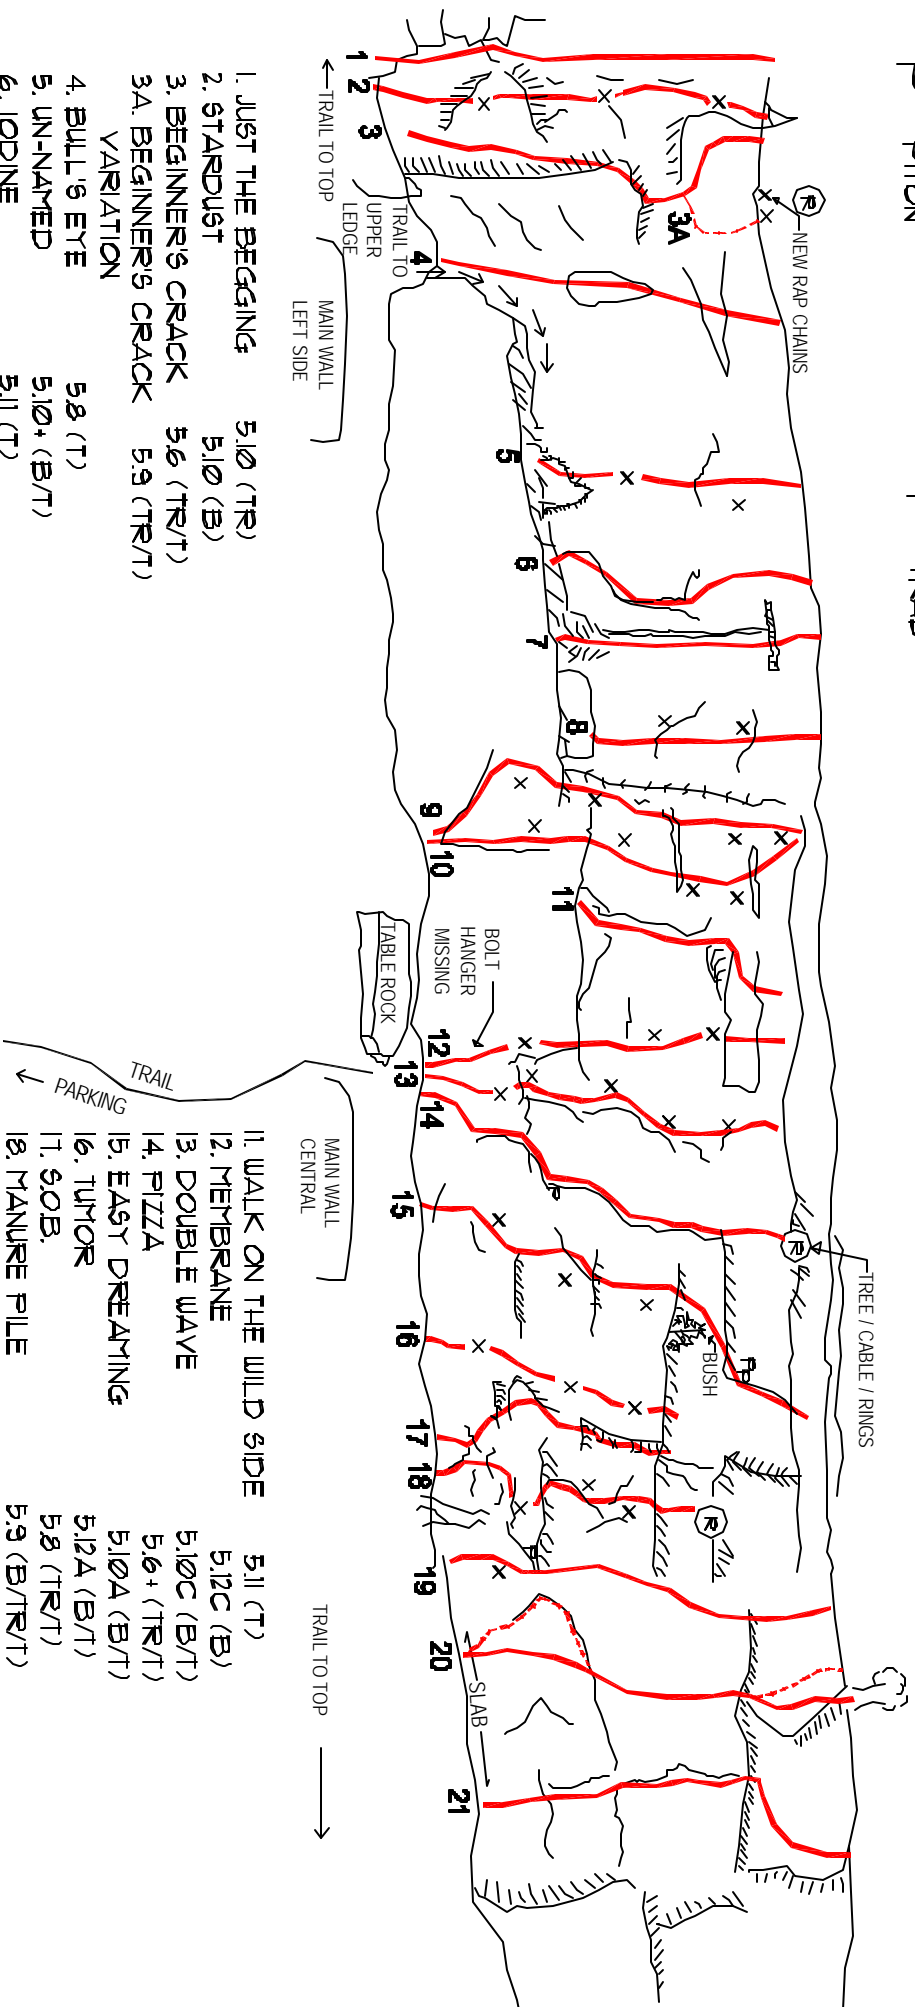 PITON
NEW RAP CHAINS
R
TREE / CABLE / RINGS
R
BUSH
R
3A
1
2
3
4
5
6
7
8
9
10
11
12
13
14
15
16
17
18
19
20
21
P
P
P
P
SLAB
BOLT
HANGER
MISSING
TABLE ROCK
TRAIL TO
UPPER
LEDGE
TRAIL TO TOP
MAIN WALL
LEFT SIDE
MAIN WALL
CENTRAL
TRAIL TO TOP
TRAIL
PARKING
1. JUST THE BEGGING 5.10 (TR)
2. STARDUST 5.10 (B)
3. BEGINNER'S CRACK 5.6 (TR/T)
3A. BEGINNER'S CRACK 5.9 (TR/T)
VARIATION
4. BULL'S EYE 5.8 (T)
5. UN-NAMED 5.10+ (B/T)
6. IODINE 5.11 (T)
11. WALK ON THE WILD SIDE 5.11 (T)
12. MEMBRANE 5.12C (B)
13. DOUBLE WAVE 5.10C (B/T)
14. PIZZA 5.6+ (TR/T)
15. EASY DREAMING 5.10A (B/T)
16. TUMOR 5.12A (B/T)
17. S.O.B. 5.8 (TR/T)
18. MANURE PILE 5.9 (B/TR/T)